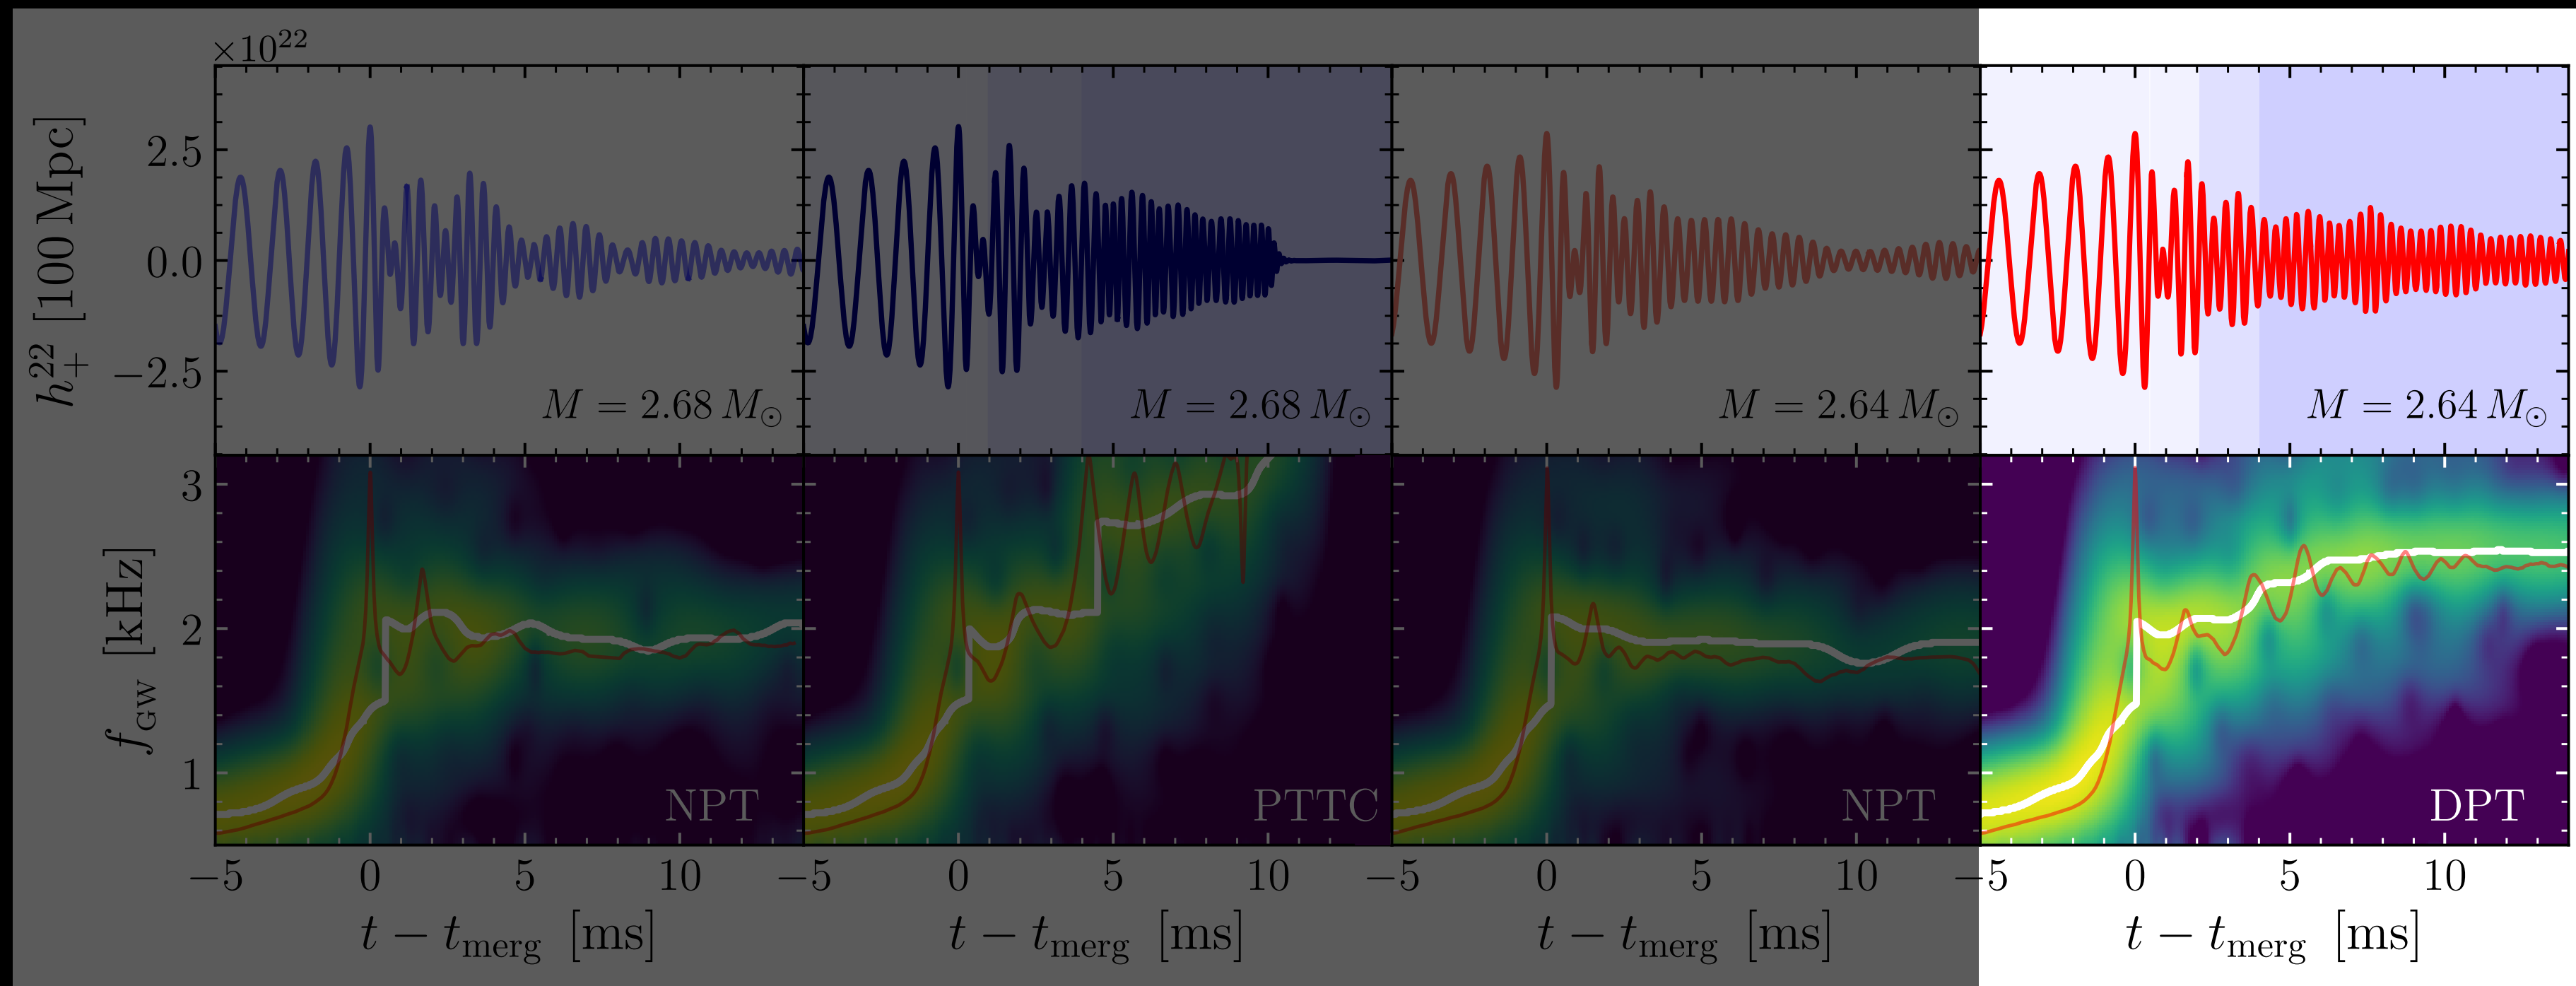 ×10^22
h_+^22 [100 Mpc]
2.5
0.0
−2.5
M = 2.68 M_⊙
M = 2.68 M_⊙
M = 2.64 M_⊙
M = 2.64 M_⊙
f_GW [kHz]
3
2
1
NPT
PTTC
NPT
DPT
−5 0 5 10 −5 0 5 10 −5 0 5 10 −5 0 5 10
t − t_merg [ms] t − t_merg [ms] t − t_merg [ms] t − t_merg [ms]